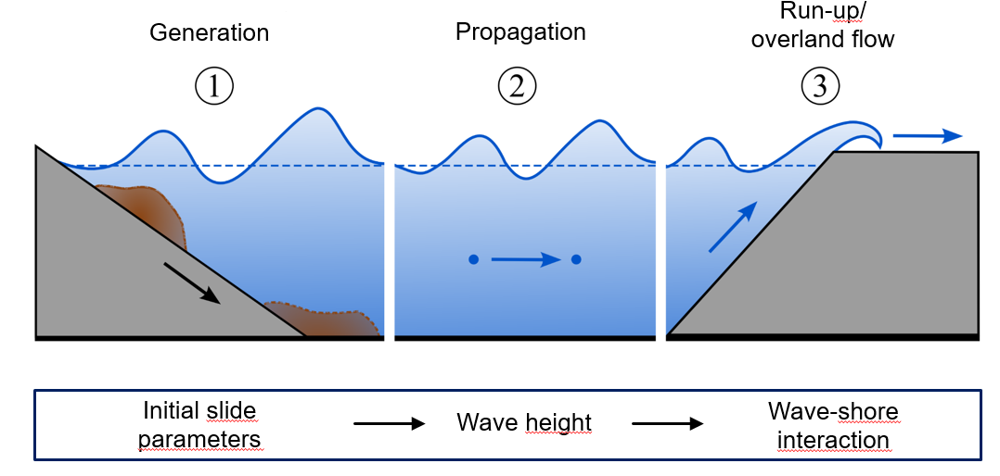 Generation
Propagation
Run-up/
overland flow
1
2
3
Initial slide
parameters
Wave height
Wave-shore
interaction